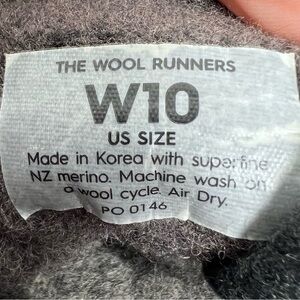 THE WOOL RUNNERS
W10
US SIZE
Made in Korea with superfine
NZ merino. Machine wash on
a wool cycle. Air Dry.
PO 0146